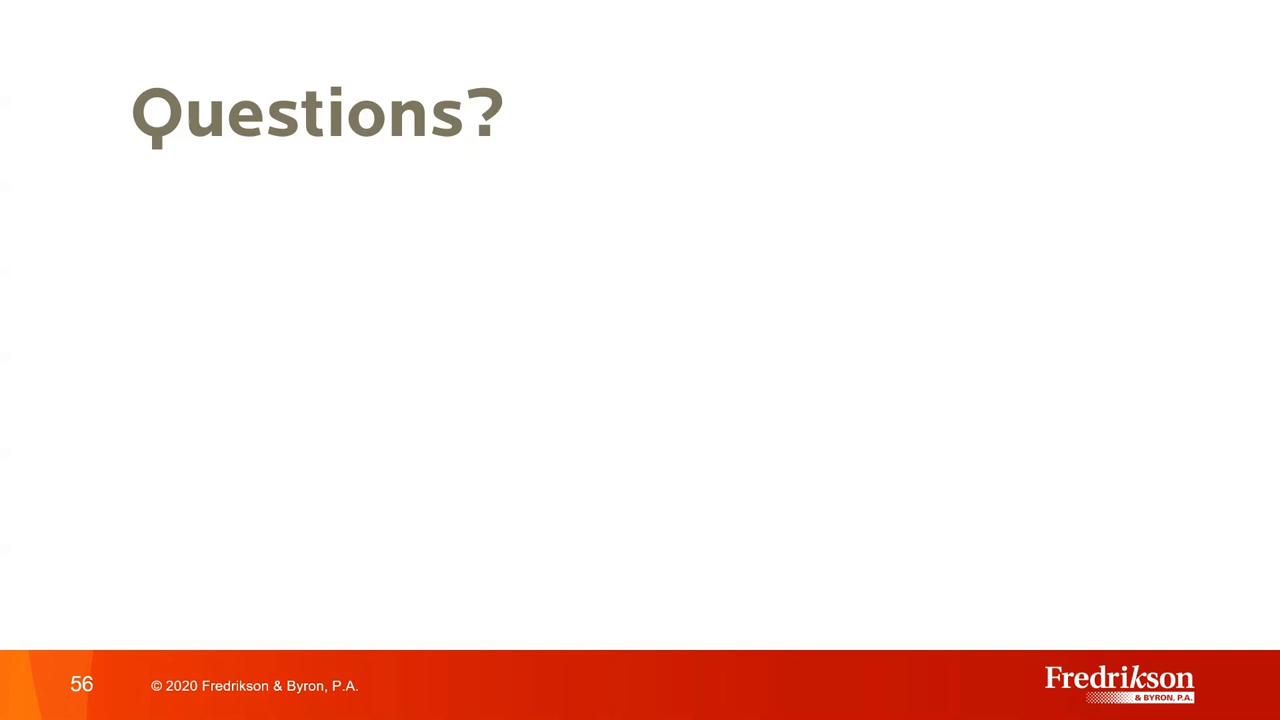 Questions?
56
© 2020 Fredrikson & Byron, P.A.
Fredrikson
& BYRON, P.A.